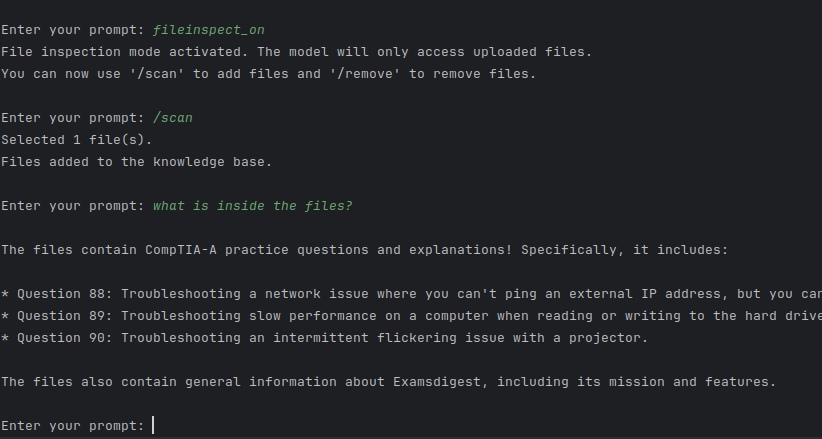 Enter your prompt: fileinspect_on
File inspection mode activated. The model will only access uploaded files.
You can now use '/scan' to add files and '/remove' to remove files.
Enter your prompt: /scan
Selected 1 file(s).
Files added to the knowledge base.
Enter your prompt: what is inside the files?
The files contain CompTIA-A practice questions and explanations! Specifically, it includes:
* Question 88: Troubleshooting a network issue where you can't ping an external IP address, but you can
* Question 89: Troubleshooting slow performance on a computer when reading or writing to the hard drive
* Question 90: Troubleshooting an intermittent flickering issue with a projector.
The files also contain general information about Examsdigest, including its mission and features.
Enter your prompt: